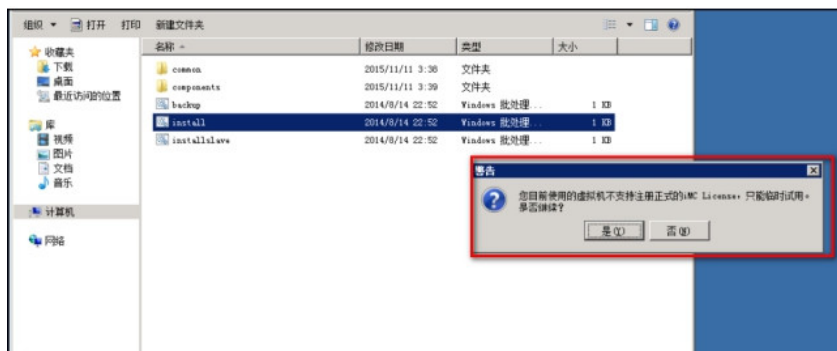 组织 打开 打印 新建文件夹
名称 修改日期 类型 大小
收藏夹
下载
桌面
最近访问的位置
库
视频
图片
文档
音乐
计算机
网络
common 2015/11/11 3:38 文件夹
components 2015/11/11 3:39 文件夹
backup 2014/8/14 22:52 Windows 批处理... 1 KB
install 2014/8/14 22:52 Windows 批处理... 1 KB
installslave 2014/8/14 22:52 Windows 批处理... 1 KB
警告
您目前使用的虚拟机不支持注册正式的iMC License，只能临时试用。
是否继续?
是(Y) 否(N)